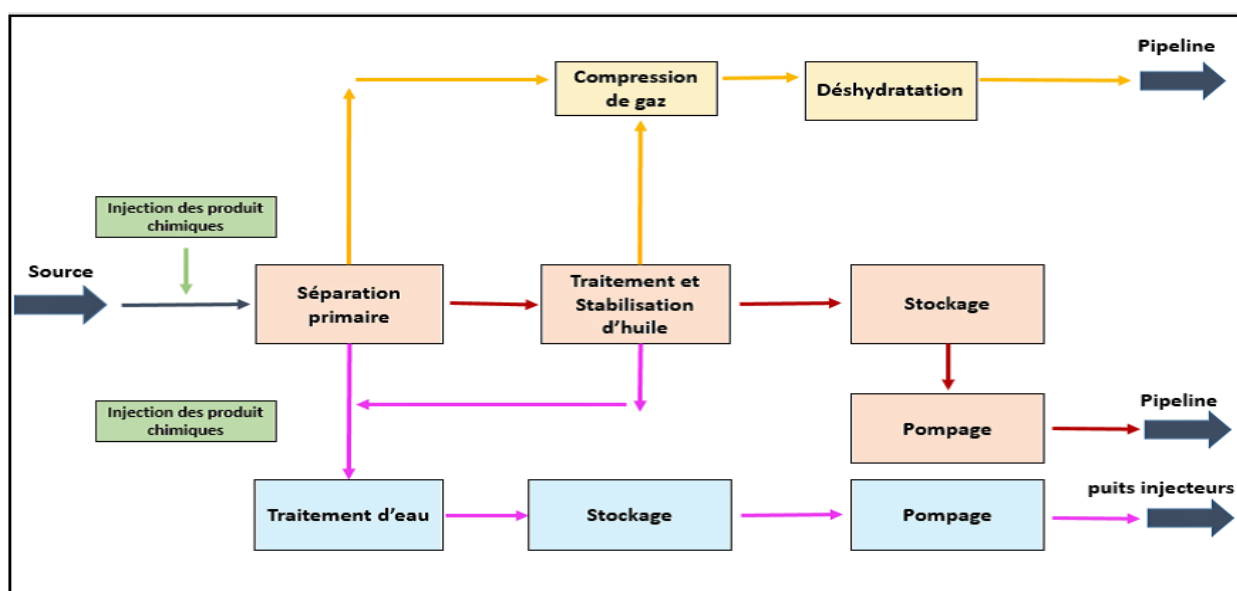 Pipeline
Compression
de gaz
Déshydratation
Injection des produit
chimiques
Source
Séparation
primaire
Traitement et
Stabilisation
d'huile
Stockage
Injection des produit
chimiques
Pipeline
Pompage
puits injecteurs
Traitement d'eau
Stockage
Pompage